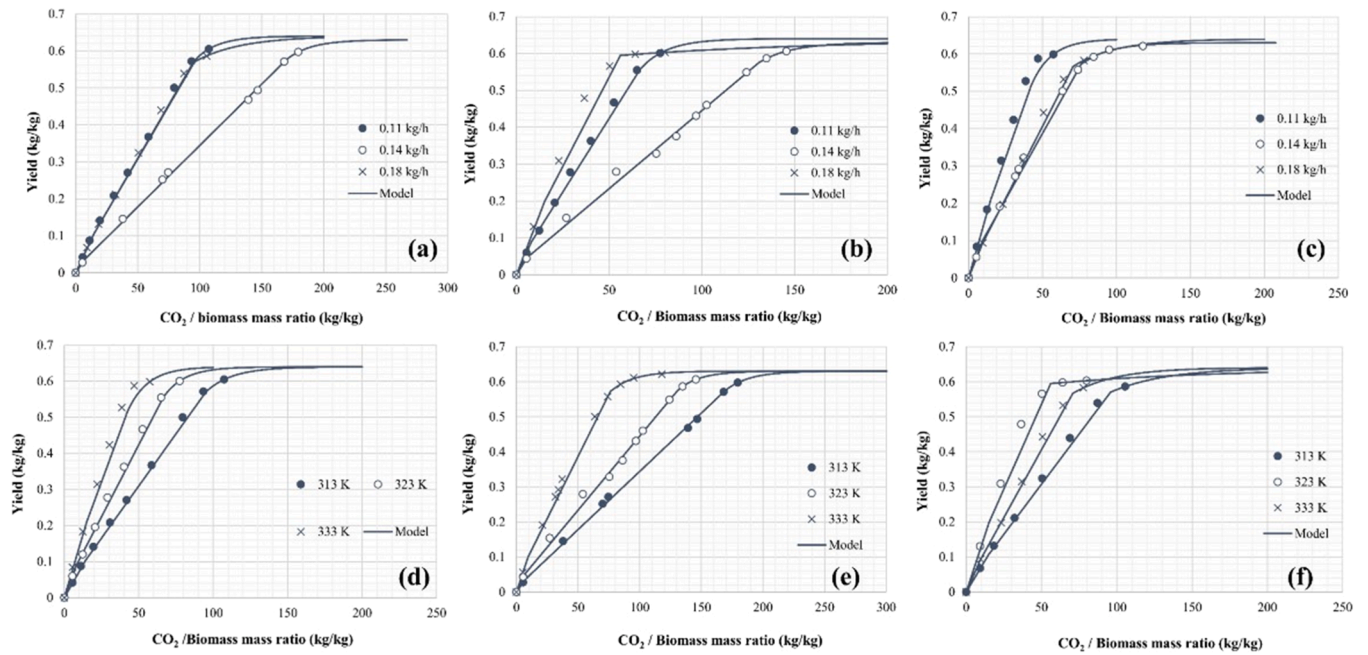 0.7
0.6
0.5
0.4
0.3
0.2
0.1
0
Yield (kg/kg)
0.11 kg/h
0.14 kg/h
0.18 kg/h
Model
(a)
0 50 100 150 200 250 300
CO₂ / biomass mass ratio (kg/kg)
0.7
0.6
0.5
0.4
0.3
0.2
0.1
0
Yield (kg/kg)
0.11 kg/h
0.14 kg/h
0.18 kg/h
Model
(b)
0 50 100 150 200
CO₂ / Biomass mass ratio (kg/kg)
0.7
0.6
0.5
0.4
0.3
0.2
0.1
0
Yield (kg/kg)
0.11 kg/h
0.14 kg/h
0.18 kg/h
Model
(c)
0 50 100 150 200 250
CO₂ / Biomass mass ratio (kg/kg)
0.7
0.6
0.5
0.4
0.3
0.2
0.1
0
Yield (kg/kg)
313 K 323 K
333 K Model
(d)
0 50 100 150 200 250
CO₂ /Biomass mass ratio (kg/kg)
0.7
0.6
0.5
0.4
0.3
0.2
0.1
0
Yield (kg/kg)
313 K
323 K
333 K
Model
(e)
0 50 100 150 200 250 300
CO₂ / Biomass mass ratio (kg/kg)
0.7
0.6
0.5
0.4
0.3
0.2
0.1
0
Yield (kg/kg)
313 K
323 K
333 K
Model
(f)
0 50 100 150 200 250
CO₂ / Biomass mass ratio (kg/kg)